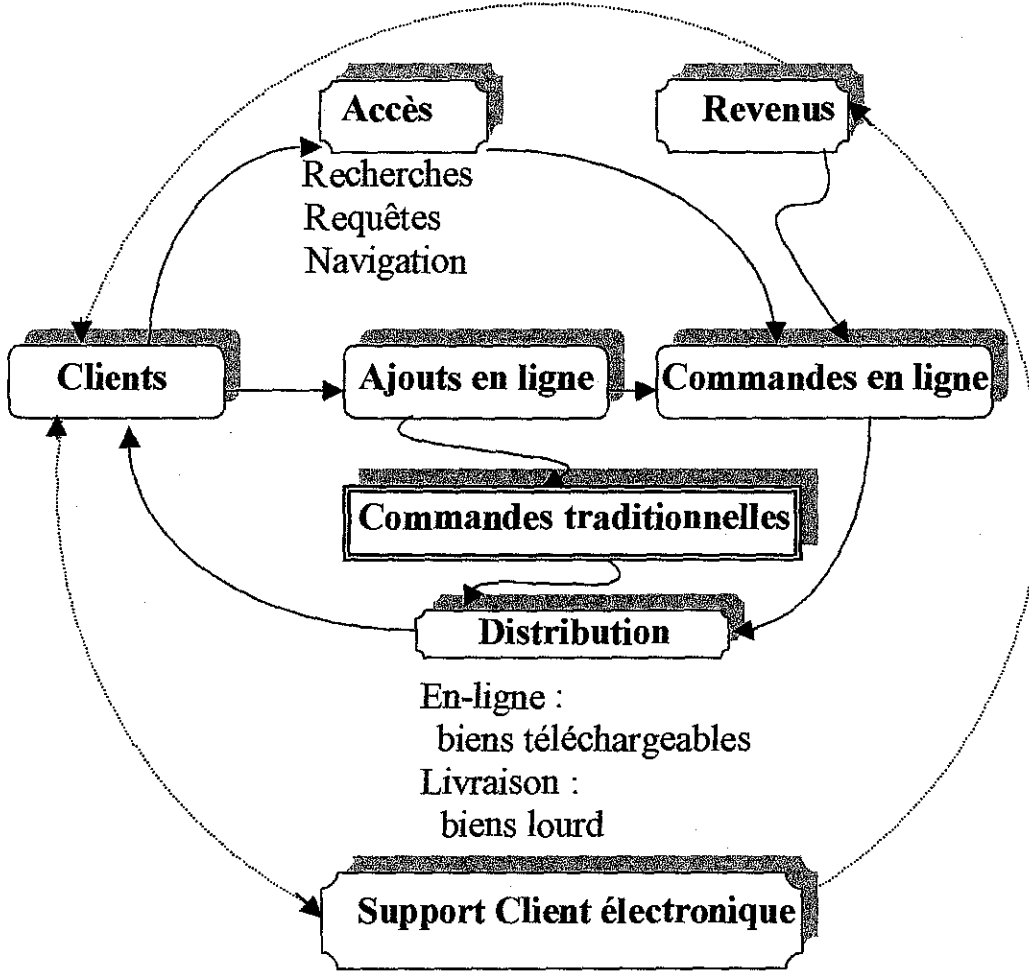 Accès
Revenus
Recherches
Requêtes
Navigation
Clients
Ajouts en ligne
Commandes en ligne
Commandes traditionnelles
Distribution
En-ligne :
biens téléchargeables
Livraison :
biens lourd
Support Client électronique